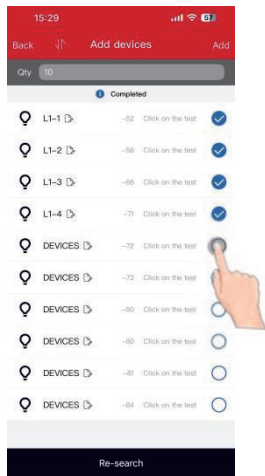 15:29 57
Back Add devices Add
Qty 10
Completed
L1-1 -52 Click on the test
L1-2 -58 Click on the test
L1-3 -68 Click on the test
L1-4 -71 Click on the test
DEVICES -72 Click on the test
DEVICES -73 Click on the test
DEVICES -80 Click on the test
DEVICES -80 Click on the test
DEVICES -81 Click on the test
DEVICES -84 Click on the test
Re-search